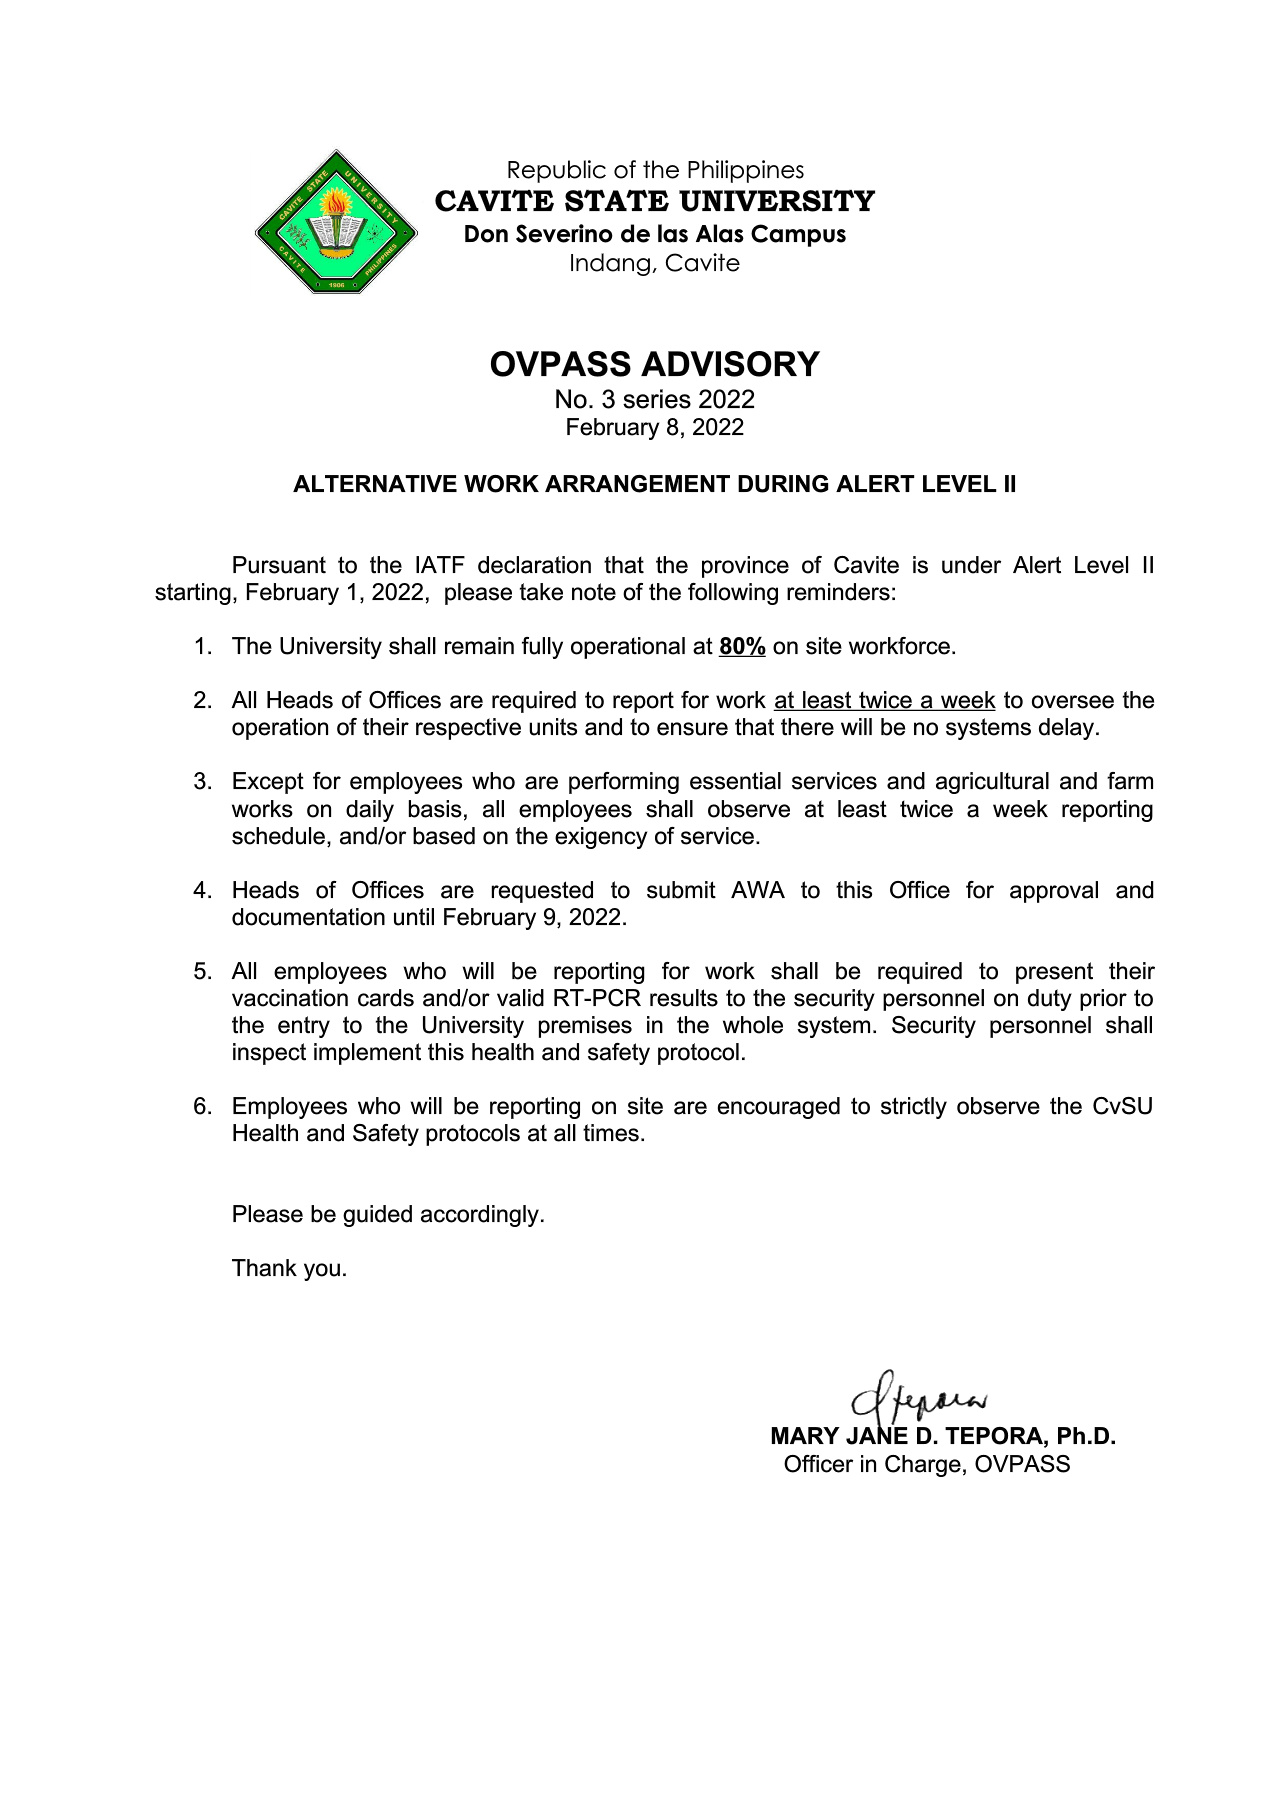 CAVITE STATE UNIVERSITY
CAVITE PHILIPPINES
1906
Republic of the Philippines
CAVITE STATE UNIVERSITY
Don Severino de las Alas Campus
Indang, Cavite
OVPASS ADVISORY
No. 3 series 2022
February 8, 2022
ALTERNATIVE WORK ARRANGEMENT DURING ALERT LEVEL II
Pursuant to the IATF declaration that the province of Cavite is under Alert Level II
starting, February 1, 2022, please take note of the following reminders:
1. The University shall remain fully operational at 80% on site workforce.
2. All Heads of Offices are required to report for work at least twice a week to oversee the
operation of their respective units and to ensure that there will be no systems delay.
3. Except for employees who are performing essential services and agricultural and farm
works on daily basis, all employees shall observe at least twice a week reporting
schedule, and/or based on the exigency of service.
4. Heads of Offices are requested to submit AWA to this Office for approval and
documentation until February 9, 2022.
5. All employees who will be reporting for work shall be required to present their
vaccination cards and/or valid RT-PCR results to the security personnel on duty prior to
the entry to the University premises in the whole system. Security personnel shall
inspect implement this health and safety protocol.
6. Employees who will be reporting on site are encouraged to strictly observe the CvSU
Health and Safety protocols at all times.
Please be guided accordingly.
Thank you.
MARY JANE D. TEPORA, Ph.D.
Officer in Charge, OVPASS